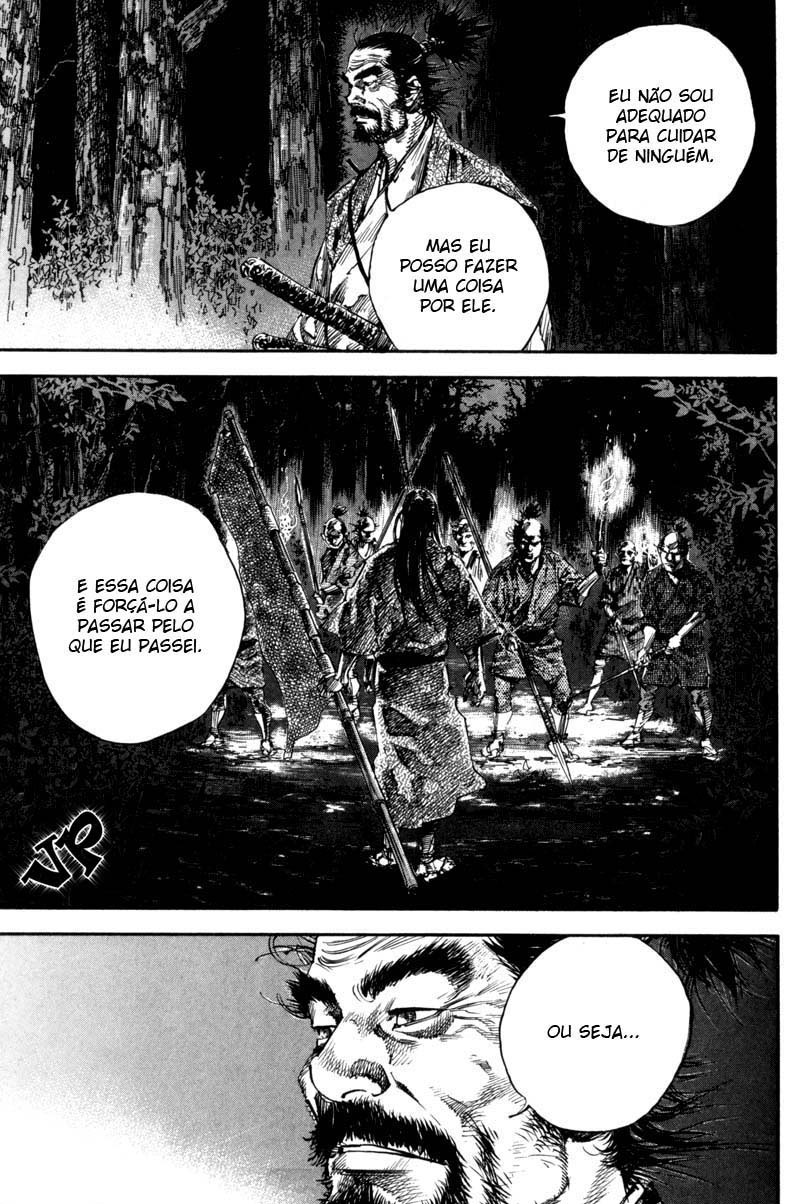 EU NÃO SOU
ADEQUADO
PARA CUIDAR
DE NINGUÉM.
MAS EU
POSSO FAZER
UMA COISA
POR ELE.
E ESSA COISA
É FORÇÁ-LO A
PASSAR PELO
QUE EU PASSEI.
VP
OU SEJA...